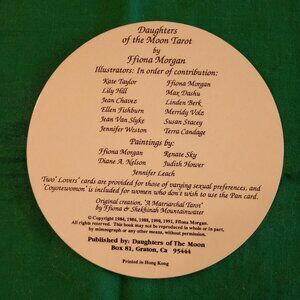 Daughters
of the Moon Tarot
by
Ffiona Morgan
Illustrators: In order of contribution:
Kate Taylor Ffiona Morgan
Lily Hill Max Dashu
Jean Chavez Linden Berk
Ellen Fishburn Merridy Volz
Jean Van Slyke Susan Stacey
Jennifer Weston Terra Candage
Paintings by:
Ffiona Morgan Renate Sky
Diane A. Nelson Judith Hower
Jennifer Leach
Two 'Lovers' cards are provided for those of varying sexual preferences, and
'Coyotewoman' is included for women who don't wish to use the Pan card.
Original creation, 'A Matriarchal Tarot'
by Ffiona & Shekhinah Mountainwater
© Copyright 1984, 1986, 1988, 1990, 1991, Ffiona Morgan.
All rights reserved. This book may not be reproduced in whole or in part,
by mimeograph or any other means, without permission.
Published by: Daughters of The Moon
Box 81, Graton, Ca 95444
Printed in Hong Kong